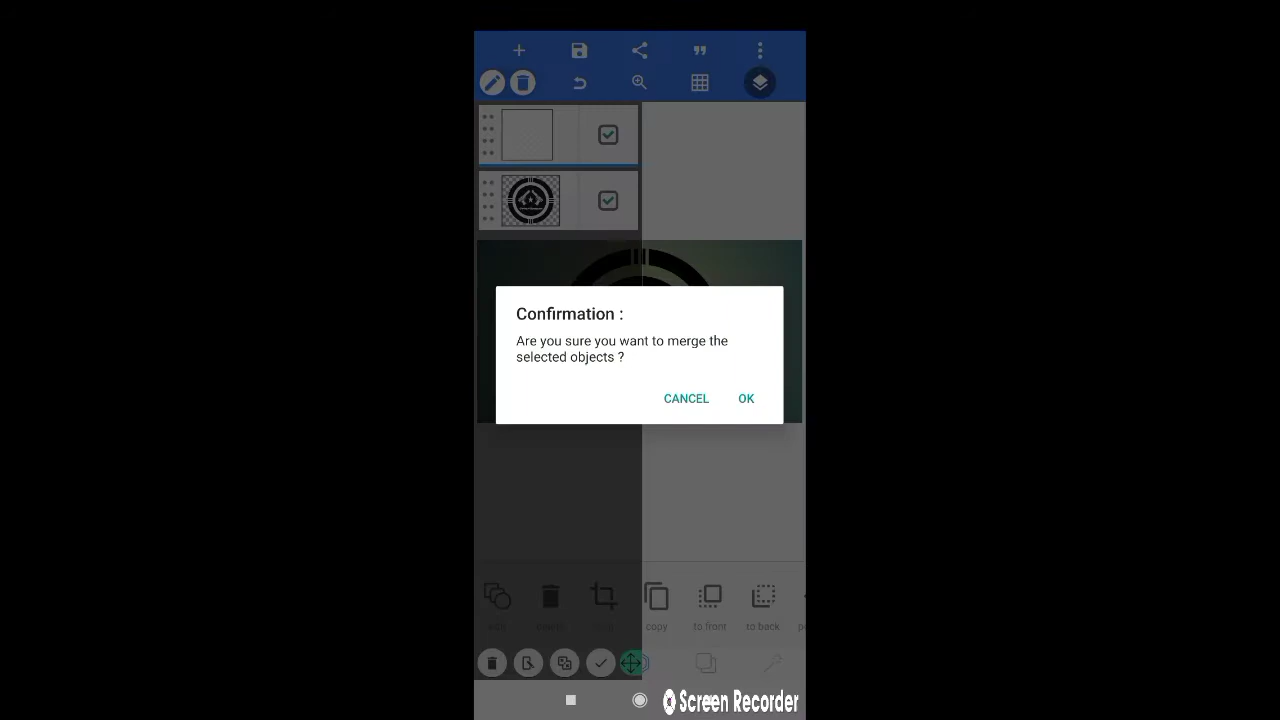 Confirmation :
Are you sure you want to merge the
selected objects ?
CANCEL OK
copy to front to back
Screen Recorder